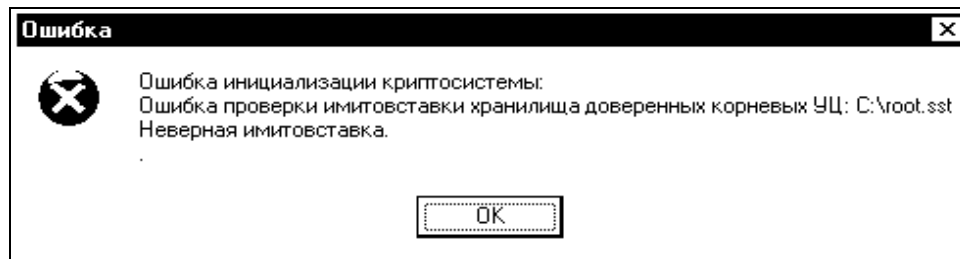 Ошибка
Ошибка инициализации криптосистемы:
Ошибка проверки имитовставки хранилища доверенных корневых УЦ: C:\root.sst
Неверная имитовставка.
.
OK